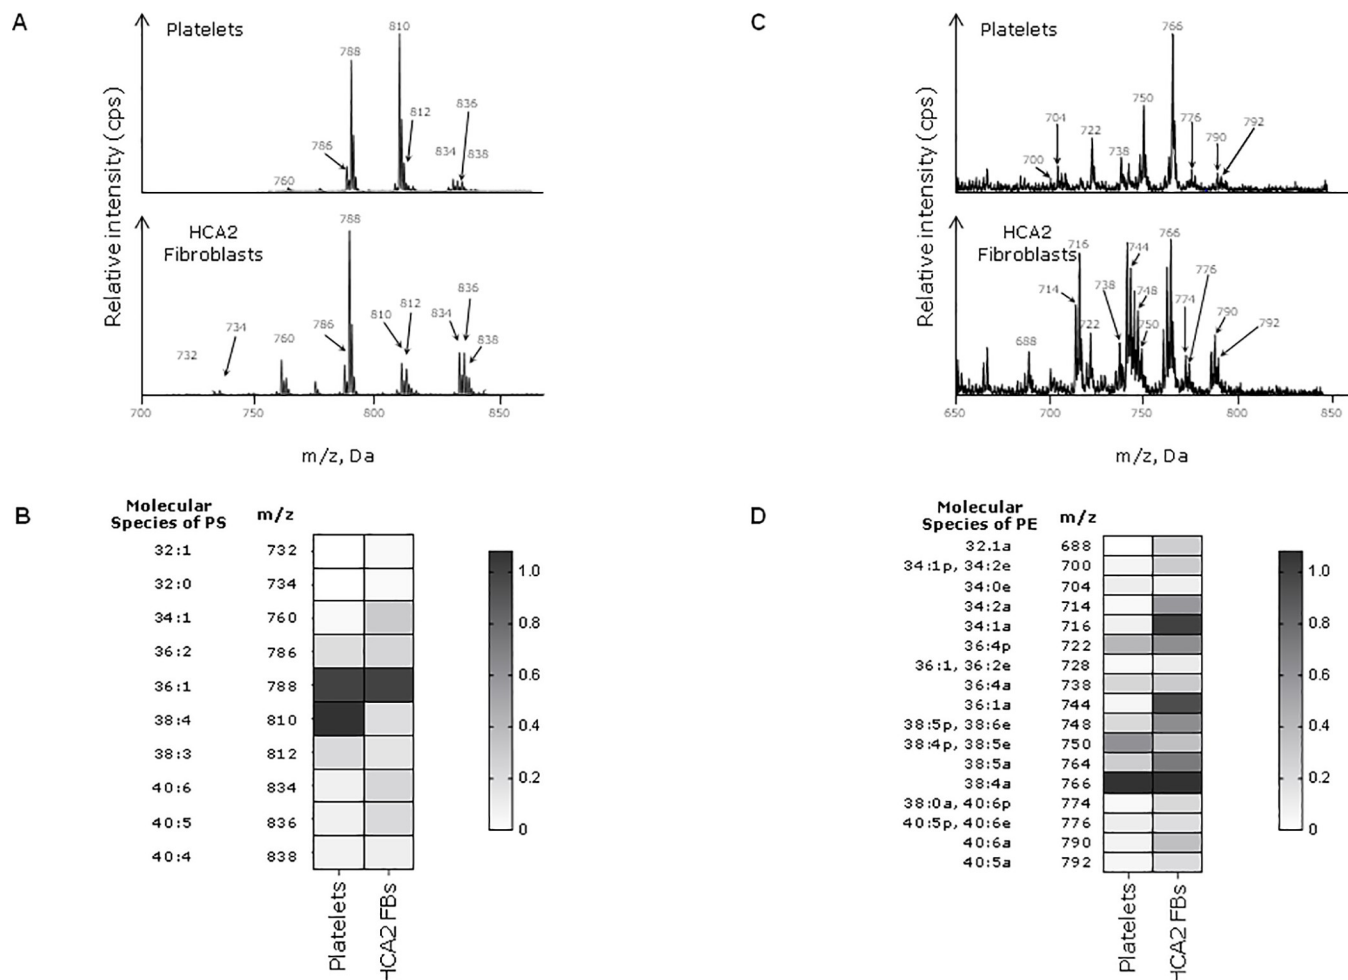 A
Platelets
Relative intensity (cps)
760
786
788
810
812
834
836
838
HCA2
Fibroblasts
732
734
760
786
788
810
812
834
836
838
700
750
800
850
m/z, Da
C
Platelets
Relative intensity (cps)
700
704
722
738
750
766
776
790
792
HCA2
Fibroblasts
688
714
716
722
738
744
748
750
766
774
776
790
792
650
700
750
800
850
m/z, Da
B
Molecular
Species of PS
m/z
32:1 732
32:0 734
34:1 760
36:2 786
36:1 788
38:4 810
38:3 812
40:6 834
40:5 836
40:4 838
Platelets
HCA2 FBs
1.0
0.8
0.6
0.4
0.2
0
D
Molecular
Species of PE
m/z
32.1a 688
34:1p, 34:2e 700
34:0e 704
34:2a 714
34:1a 716
36:4p 722
36:1, 36:2e 728
36:4a 738
36:1a 744
38:5p, 38:6e 748
38:4p, 38:5e 750
38:5a 764
38:4a 766
38:0a, 40:6p 774
40:5p, 40:6e 776
40:6a 790
40:5a 792
Platelets
HCA2 FBs
1.0
0.8
0.6
0.4
0.2
0